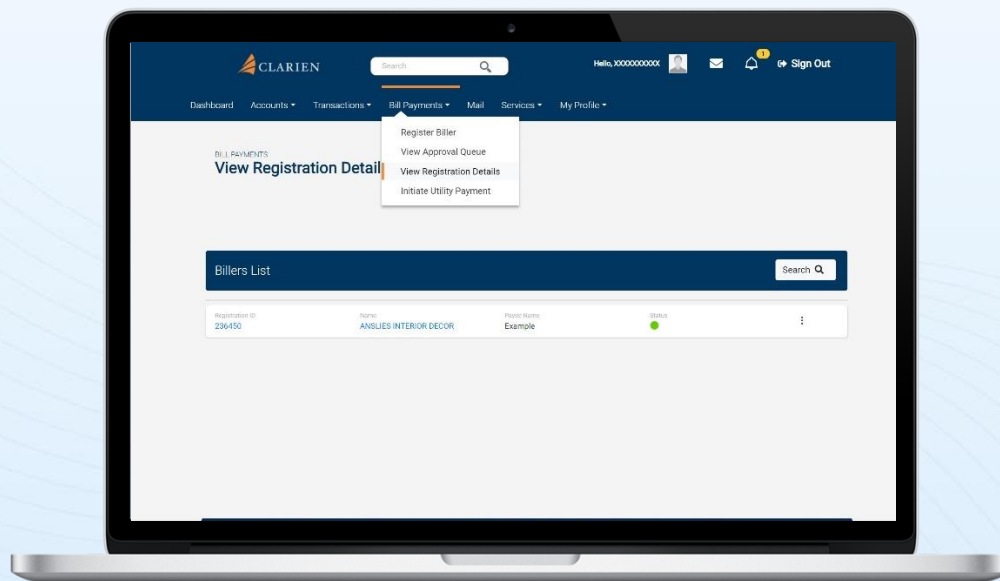 CLARIEN
Search
Hello, XXXXXXXXXX
1
Sign Out
Dashboard Accounts Transactions Bill Payments Mail Services My Profile
Register Biller
View Approval Queue
View Registration Details
Initiate Utility Payment
BILL PAYMENTS
View Registration Detail
Billers List
Search
Registration ID Name Payee Name Status
236450 ANSLIES INTERIOR DECOR Example